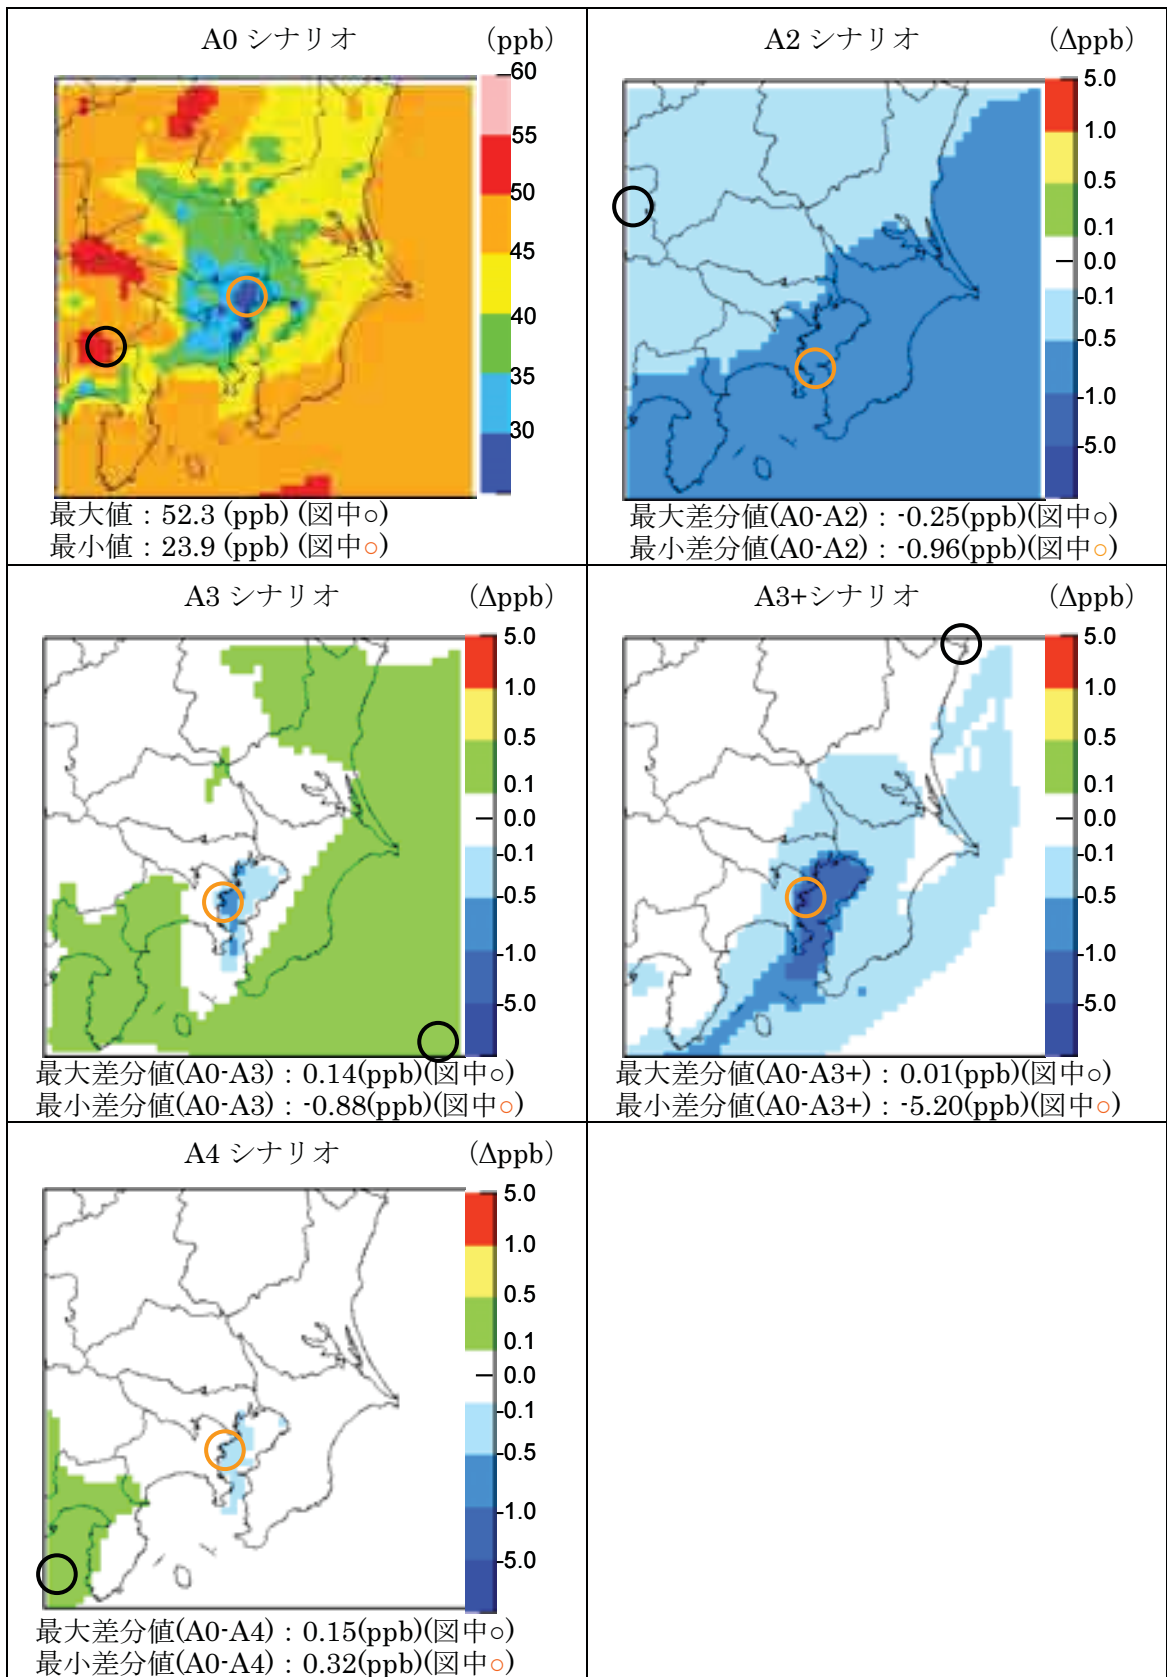 A0 シナリオ (ppb)
60
55
50
45
40
35
30
最大値：52.3 (ppb) (図中○)
最小値：23.9 (ppb) (図中○)
A2 シナリオ (Δppb)
5.0
1.0
0.5
0.1
0.0
-0.1
-0.5
-1.0
-5.0
最大差分値(A0-A2)：-0.25(ppb)(図中○)
最小差分値(A0-A2)：-0.96(ppb)(図中○)
A3 シナリオ (Δppb)
5.0
1.0
0.5
0.1
0.0
-0.1
-0.5
-1.0
-5.0
最大差分値(A0-A3)：0.14(ppb)(図中○)
最小差分値(A0-A3)：-0.88(ppb)(図中○)
A3+シナリオ (Δppb)
5.0
1.0
0.5
0.1
0.0
-0.1
-0.5
-1.0
-5.0
最大差分値(A0-A3+)：0.01(ppb)(図中○)
最小差分値(A0-A3+)：-5.20(ppb)(図中○)
A4 シナリオ (Δppb)
5.0
1.0
0.5
0.1
0.0
-0.1
-0.5
-1.0
-5.0
最大差分値(A0-A4)：0.15(ppb)(図中○)
最小差分値(A0-A4)：0.32(ppb)(図中○)